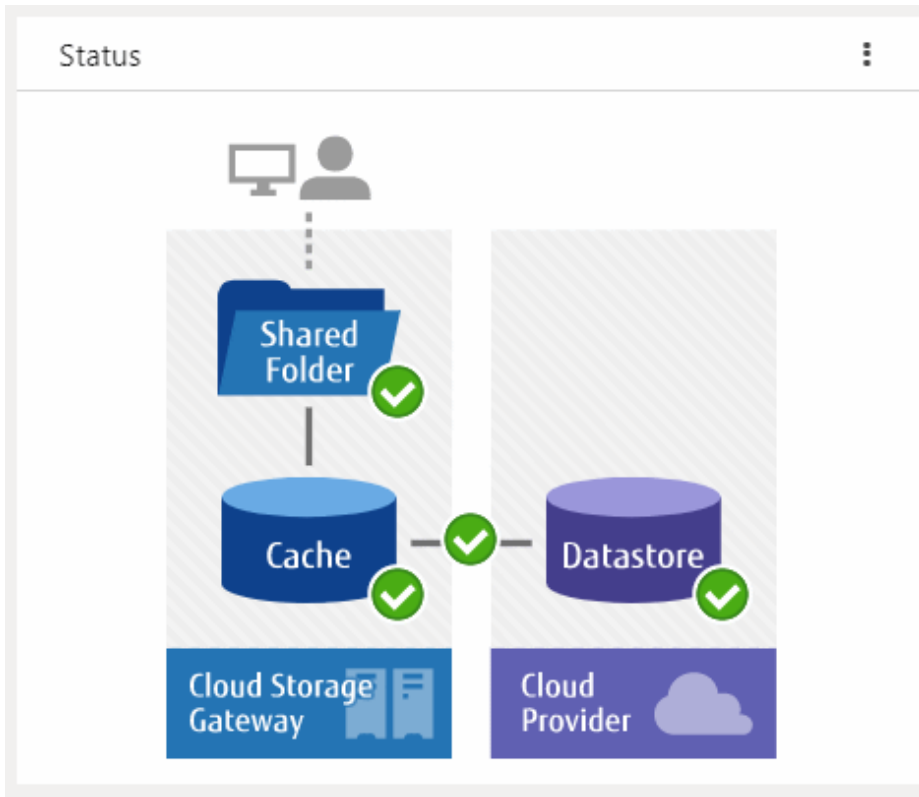 Status
Shared
Folder
Cache
Datastore
Cloud Storage
Gateway
Cloud
Provider